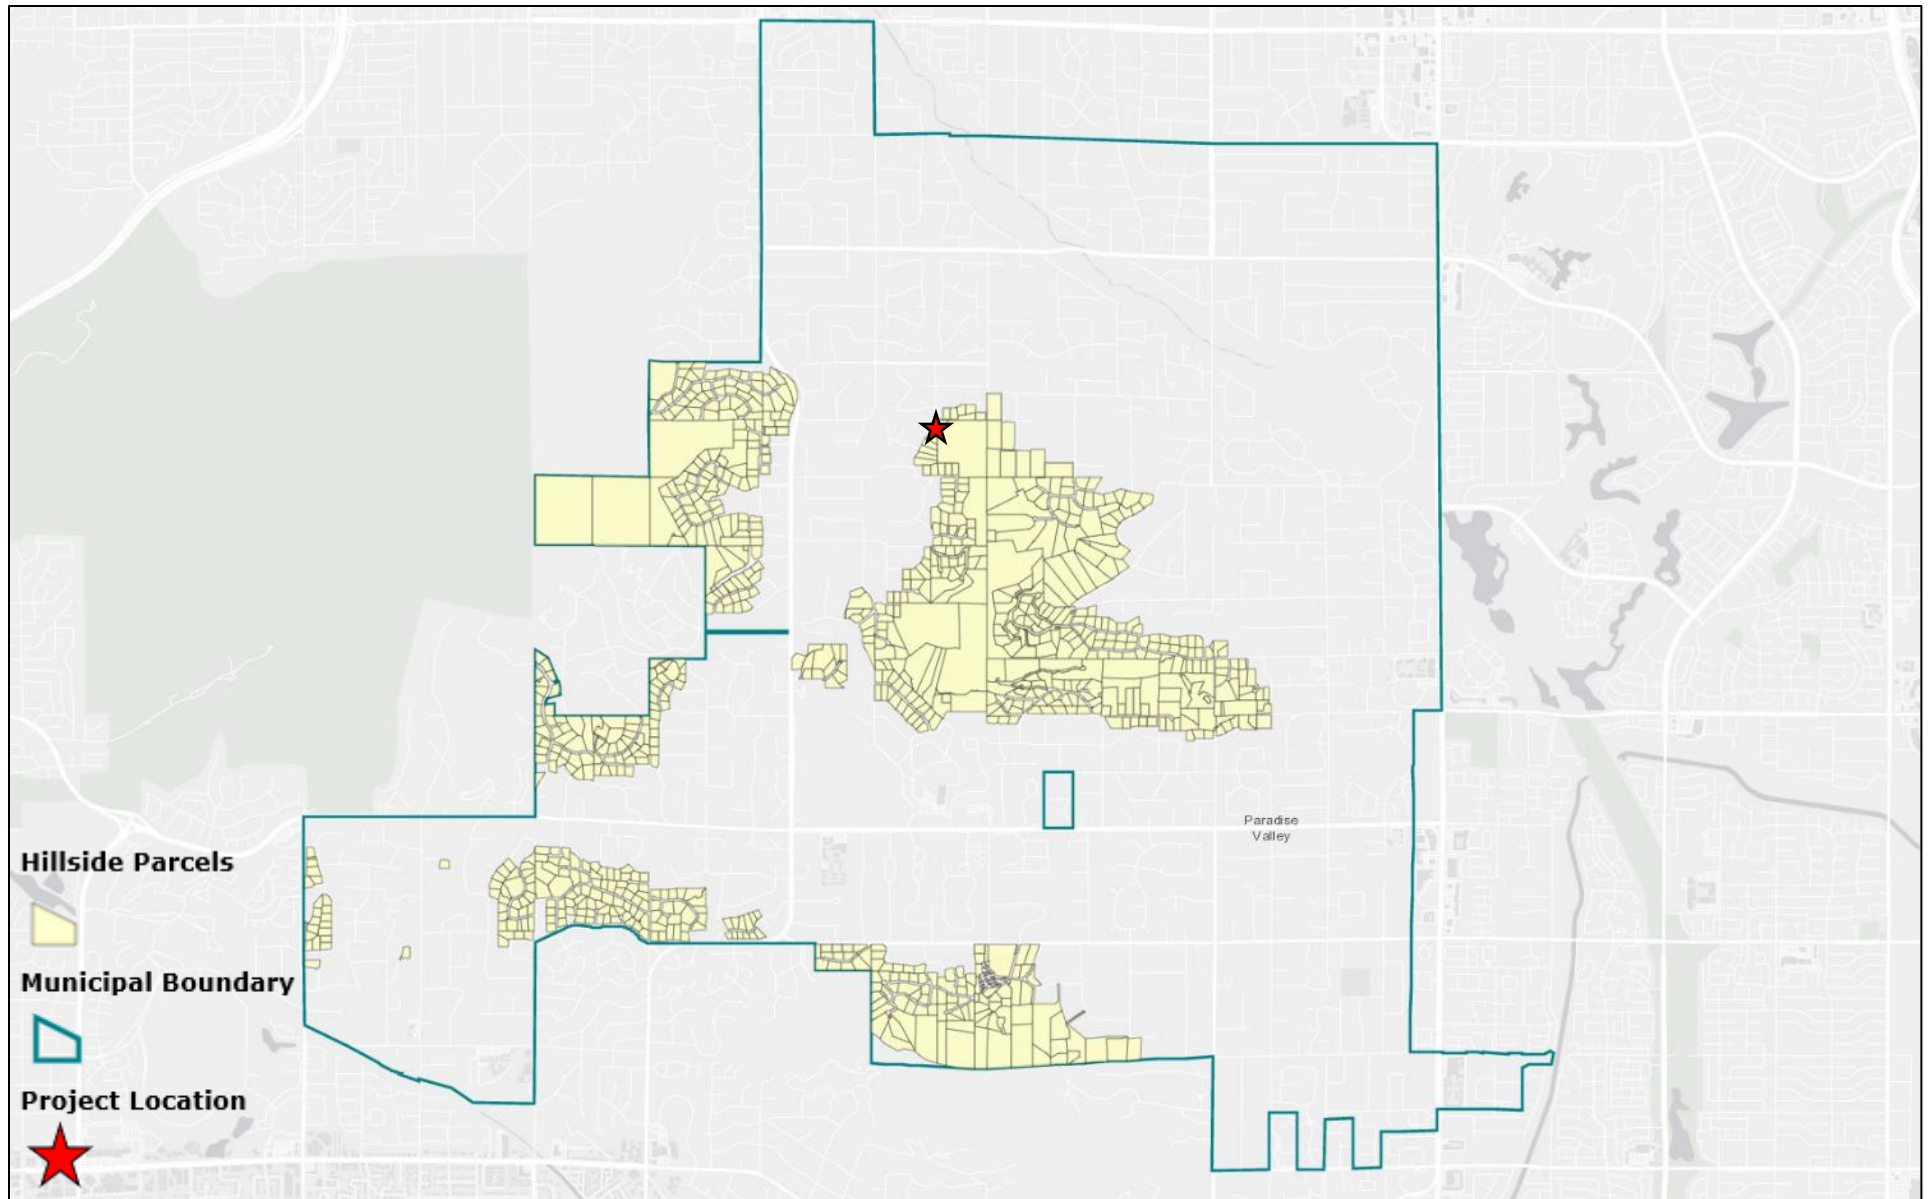 Paradise
Valley
Hillside Parcels
Municipal Boundary
Project Location